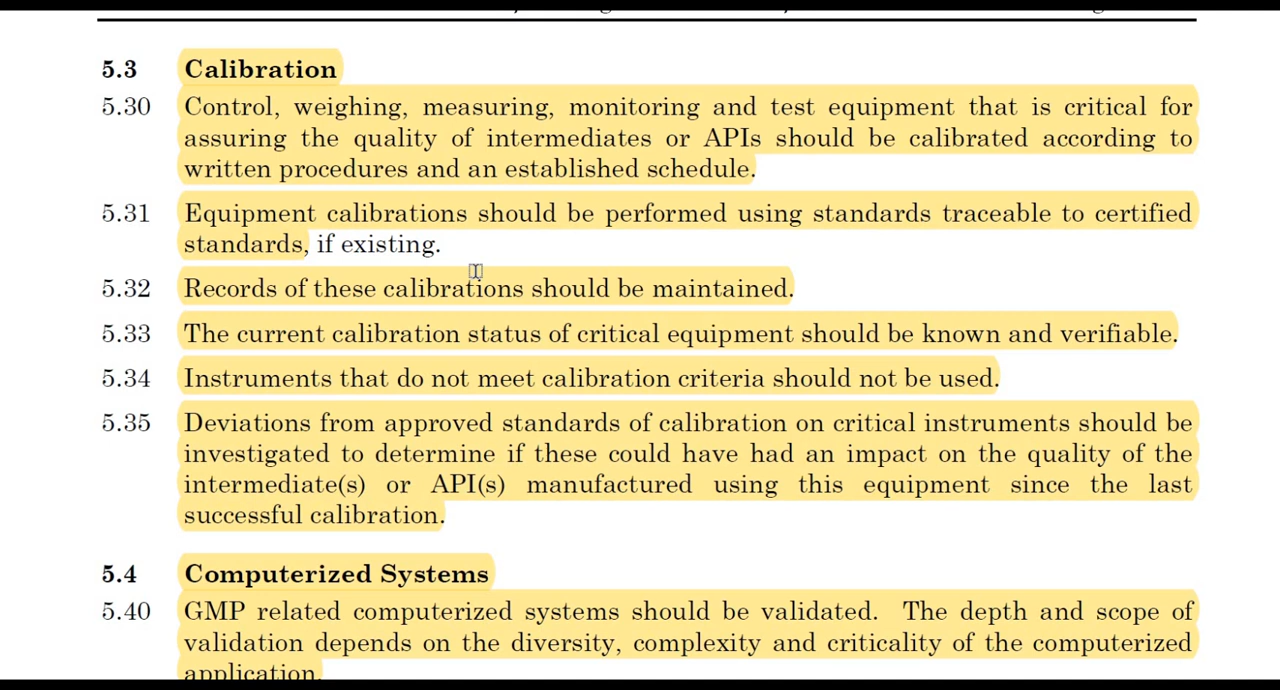 5.3 Calibration
5.30 Control, weighing, measuring, monitoring and test equipment that is critical for
assuring the quality of intermediates or APIs should be calibrated according to
written procedures and an established schedule.
5.31 Equipment calibrations should be performed using standards traceable to certified
standards, if existing.
5.32 Records of these calibrations should be maintained.
5.33 The current calibration status of critical equipment should be known and verifiable.
5.34 Instruments that do not meet calibration criteria should not be used.
5.35 Deviations from approved standards of calibration on critical instruments should be
investigated to determine if these could have had an impact on the quality of the
intermediate(s) or API(s) manufactured using this equipment since the last
successful calibration.
5.4 Computerized Systems
5.40 GMP related computerized systems should be validated. The depth and scope of
validation depends on the diversity, complexity and criticality of the computerized
application.